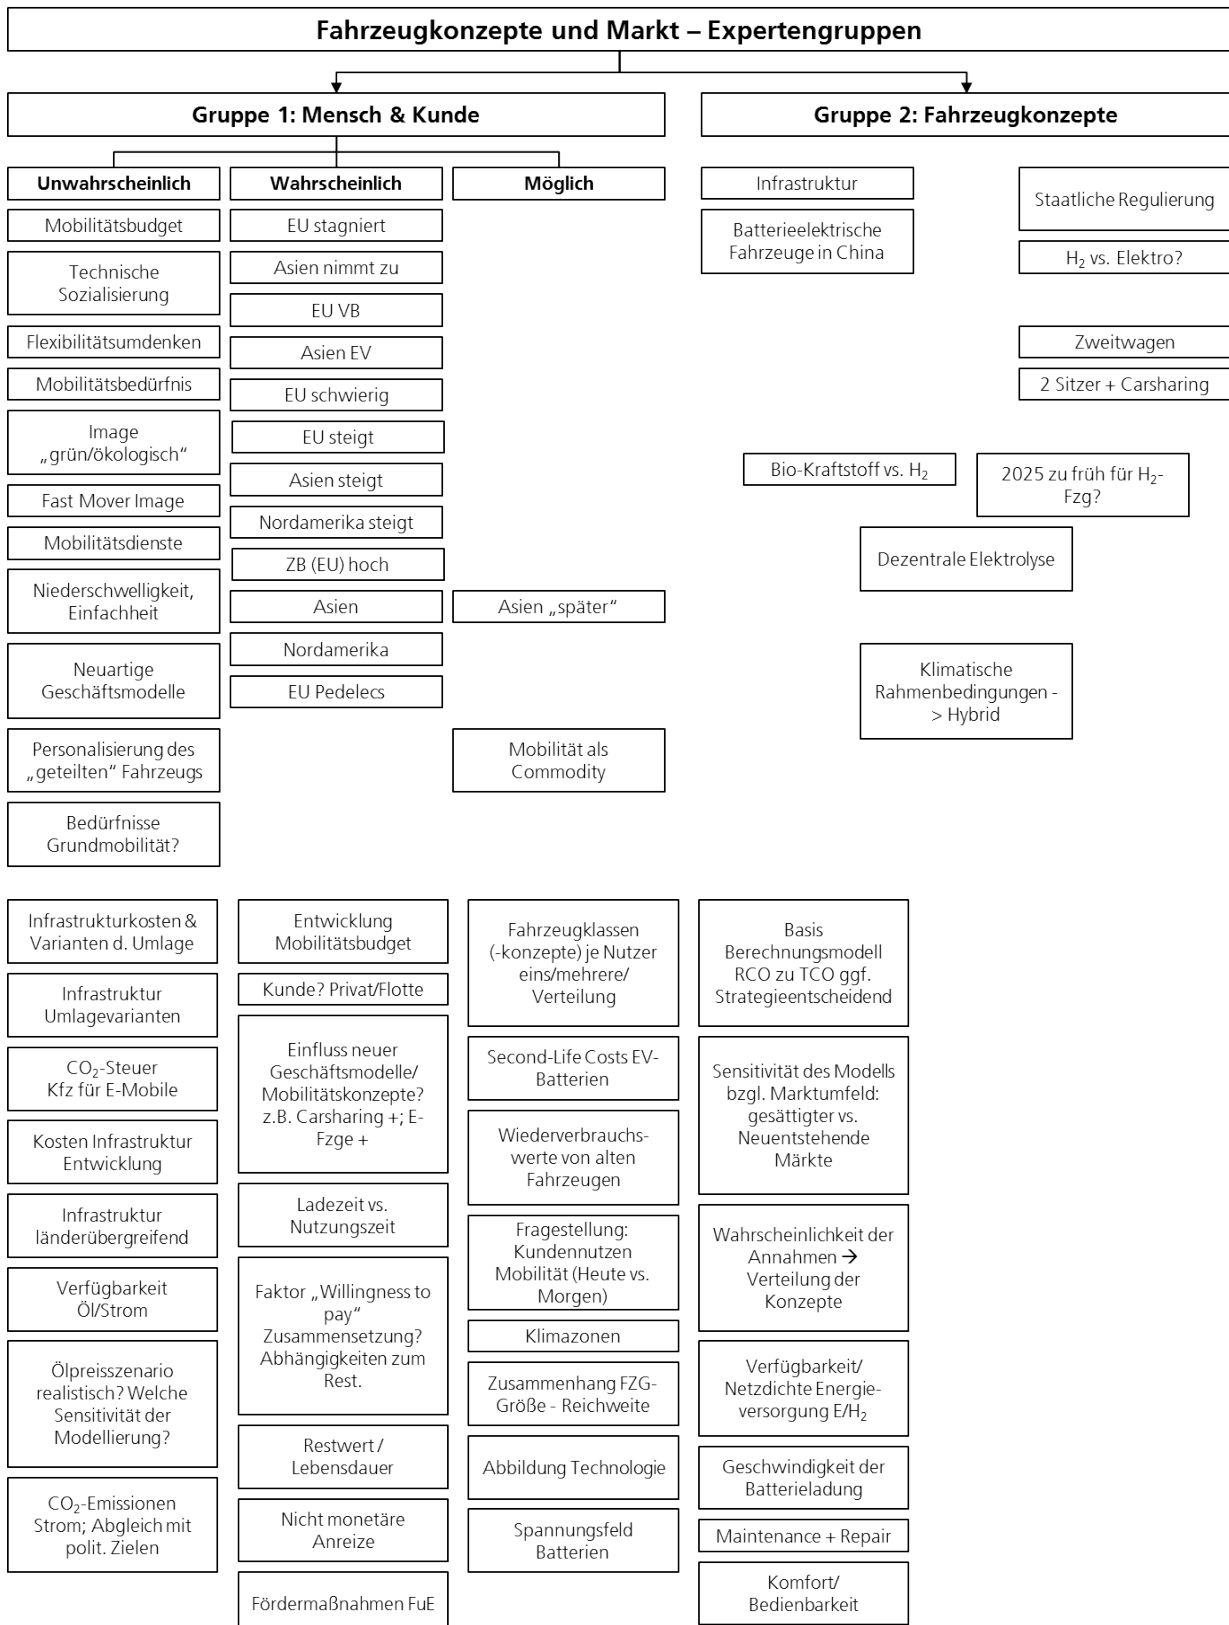 Fahrzeugkonzepte und Markt – Expertengruppen
Gruppe 1: Mensch & Kunde
Unwahrscheinlich
Mobilitätsbudget
Technische
Sozialisierung
Flexibilitätsumdenken
Mobilitätsbedürfnis
Image
„grün/ökologisch“
Fast Mover Image
Mobilitätsdienste
Niederschwelligkeit,
Einfachheit
Neuartige
Geschäftsmodelle
Personalisierung des
„geteilten“ Fahrzeugs
Bedürfnisse
Grundmobilität?
Wahrscheinlich
EU stagniert
Asien nimmt zu
EU VB
Asien EV
EU schwierig
EU steigt
Asien steigt
Nordamerika steigt
ZB (EU) hoch
Asien
Nordamerika
EU Pedelecs
Möglich
Asien „später“
Mobilität als
Commodity
Gruppe 2: Fahrzeugkonzepte
Infrastruktur
Batterieelektrische
Fahrzeuge in China
Staatliche Regulierung
H₂ vs. Elektro?
Zweitwagen
2 Sitzer + Carsharing
Bio-Kraftstoff vs. H₂
2025 zu früh für H₂-
Fzg?
Dezentrale Elektrolyse
Klimatische
Rahmenbedingungen -
> Hybrid
Infrastrukturkosten &
Varianten d. Umlage
Infrastruktur
Umlagevarianten
CO₂-Steuer
Kfz für E-Mobile
Kosten Infrastruktur
Entwicklung
Infrastruktur
länderübergreifend
Verfügbarkeit
Öl/Strom
Ölpreisszenario
realistisch? Welche
Sensitivität der
Modellierung?
CO₂-Emissionen
Strom; Abgleich mit
polit. Zielen
Entwicklung
Mobilitätsbudget
Kunde? Privat/Flotte
Einfluss neuer
Geschäftsmodelle/
Mobilitätskonzepte?
z.B. Carsharing +; E-
Fzge +
Ladezeit vs.
Nutzungszeit
Faktor „Willingness to
pay“
Zusammensetzung?
Abhängigkeiten zum
Rest.
Restwert /
Lebensdauer
Nicht monetäre
Anreize
Fördermaßnahmen FuE
Fahrzeugklassen
(-konzepte) je Nutzer
eins/mehrere/
Verteilung
Second-Life Costs EV-
Batterien
Wiederverbrauchs-
werte von alten
Fahrzeugen
Fragestellung:
Kundennutzen
Mobilität (Heute vs.
Morgen)
Klimazonen
Zusammenhang FZG-
Größe - Reichweite
Abbildung Technologie
Spannungsfeld
Batterien
Basis
Berechnungsmodell
RCO zu TCO ggf.
Strategieentscheidend
Sensitivität des Modells
bzgl. Marktumfeld:
gesättigter vs.
Neuentstehende
Märkte
Wahrscheinlichkeit der
Annahmen →
Verteilung der
Konzepte
Verfügbarkeit/
Netzdichte Energie-
versorgung E/H₂
Geschwindigkeit der
Batterieladung
Maintenance + Repair
Komfort/
Bedienbarkeit